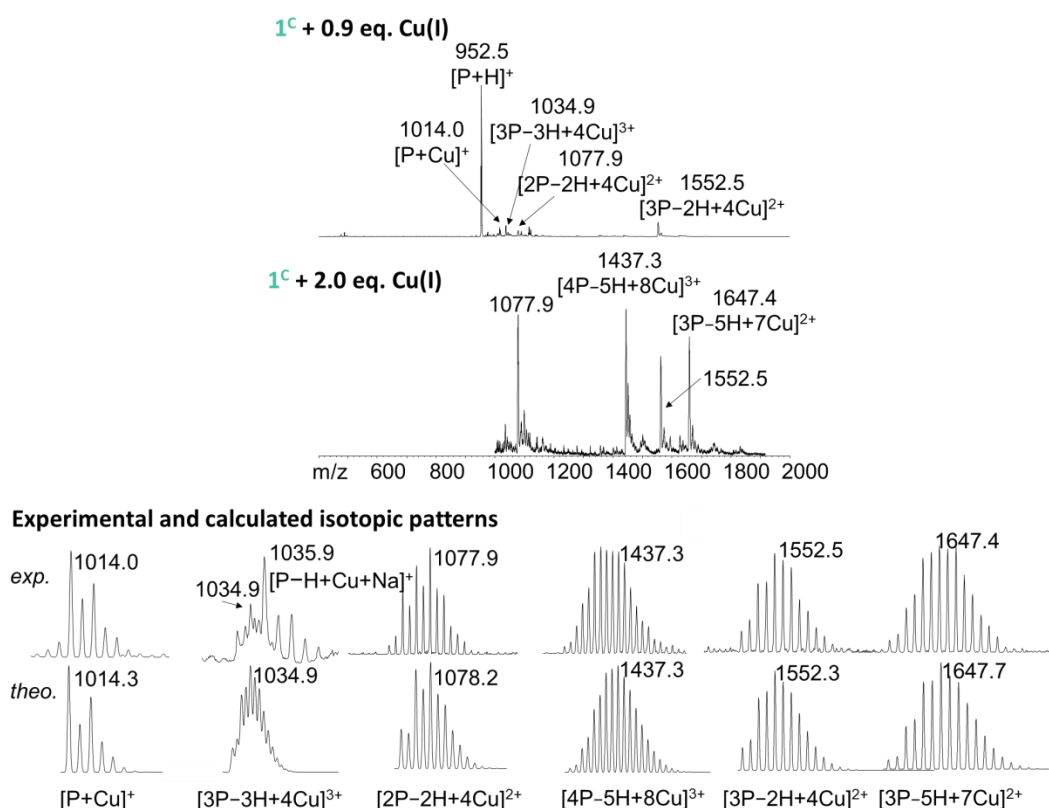 1ᶜ + 0.9 eq. Cu(I)
952.5
[P+H]⁺
1034.9
1014.0 [3P−3H+4Cu]³⁺
[P+Cu]⁺ 1077.9
[2P−2H+4Cu]²⁺ 1552.5
[3P−2H+4Cu]²⁺
1437.3
1ᶜ + 2.0 eq. Cu(I) [4P−5H+8Cu]³⁺
1077.9 1647.4
[3P−5H+7Cu]²⁺
1552.5
m/z 600 800 1000 1200 1400 1600 1800 2000
Experimental and calculated isotopic patterns
exp. 1014.0 1035.9 1077.9 1437.3 1552.5 1647.4
1034.9 [P−H+Cu+Na]⁺
theo. 1014.3 1034.9 1078.2 1437.3 1552.3 1647.7
[P+Cu]⁺ [3P−3H+4Cu]³⁺ [2P−2H+4Cu]²⁺ [4P−5H+8Cu]³⁺ [3P−2H+4Cu]²⁺ [3P−5H+7Cu]²⁺